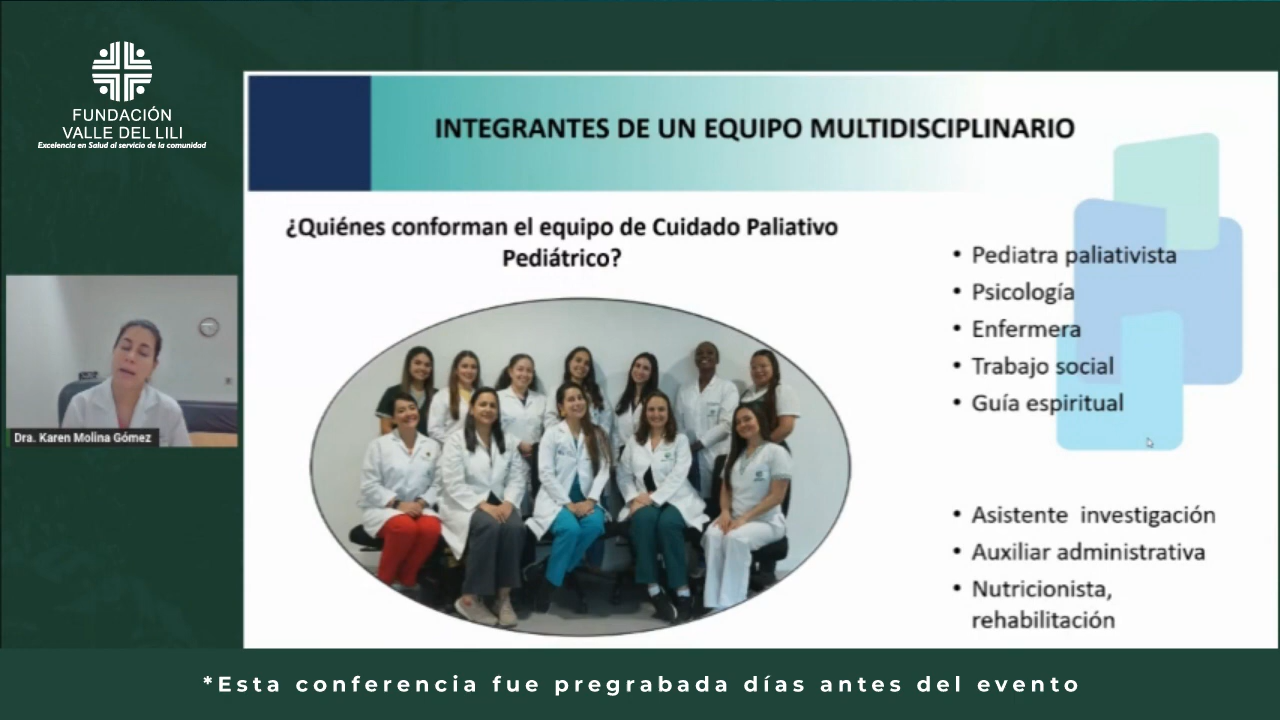 FUNDACIÓN
VALLE DEL LILI
Excelencia en Salud al servicio de la comunidad
INTEGRANTES DE UN EQUIPO MULTIDISCIPLINARIO
¿Quiénes conforman el equipo de Cuidado Paliativo
Pediátrico?
• Pediatra paliativista
• Psicología
• Enfermera
• Trabajo social
• Guía espiritual
• Asistente investigación
• Auxiliar administrativa
• Nutricionista,
rehabilitación
Dra. Karen Molina Gómez
*Esta conferencia fue pregrabada días antes del evento